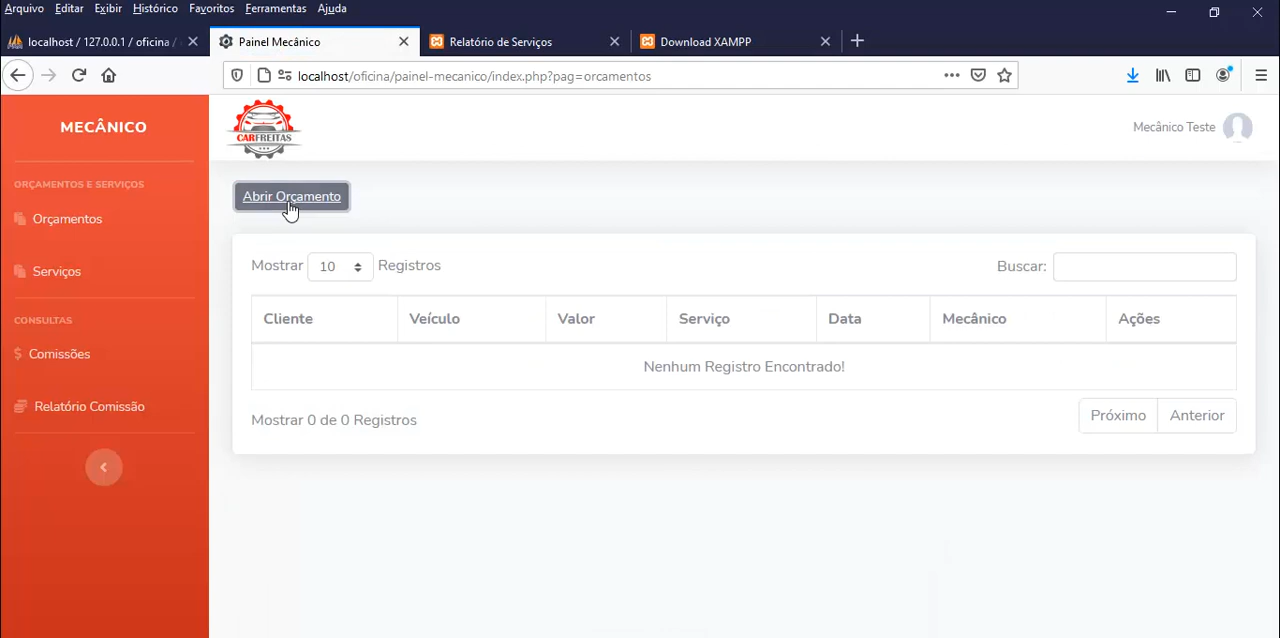 Arquivo Editar Exibir Histórico Favoritos Ferramentas Ajuda
localhost / 127.0.0.1 / oficina /
Painel Mecânico
Relatório de Serviços
Download XAMPP
localhost/oficina/painel-mecanico/index.php?pag=orcamentos
MECÂNICO
CARFREITAS
Mecânico Teste
ORÇAMENTOS E SERVIÇOS
Orçamentos
Serviços
CONSULTAS
Comissões
Relatório Comissão
Abrir Orçamento
Mostrar 10 Registros
Buscar:
Cliente Veículo Valor Serviço Data Mecânico Ações
Nenhum Registro Encontrado!
Mostrar 0 de 0 Registros
Próximo Anterior